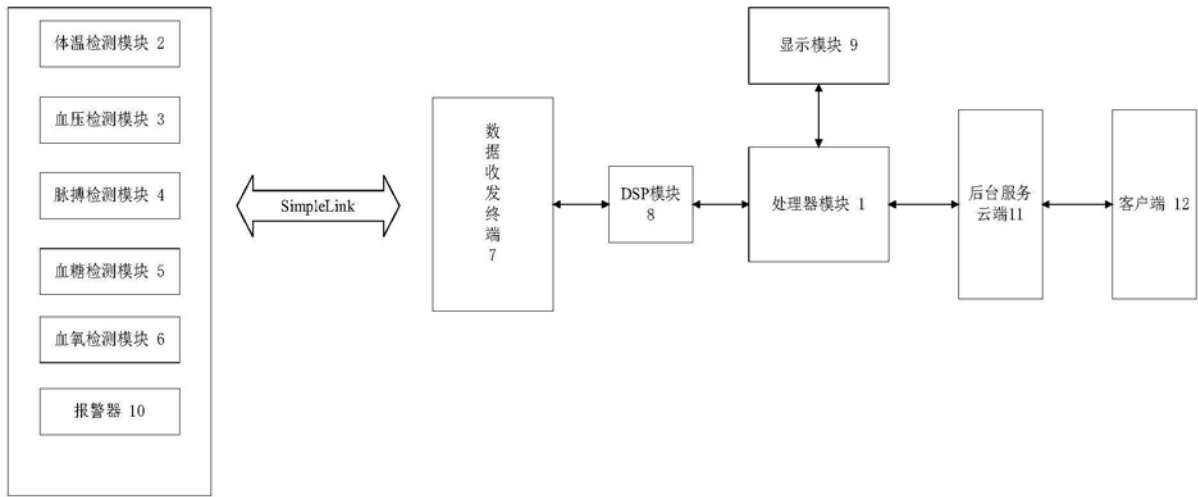 体温检测模块 2
血压检测模块 3
脉搏检测模块 4
血糖检测模块 5
血氧检测模块 6
报警器 10
SimpleLink
数
据
收
发
终
端
7
DSP模块
8
显示模块 9
处理器模块 1
后台服务
云端11
客户端 12